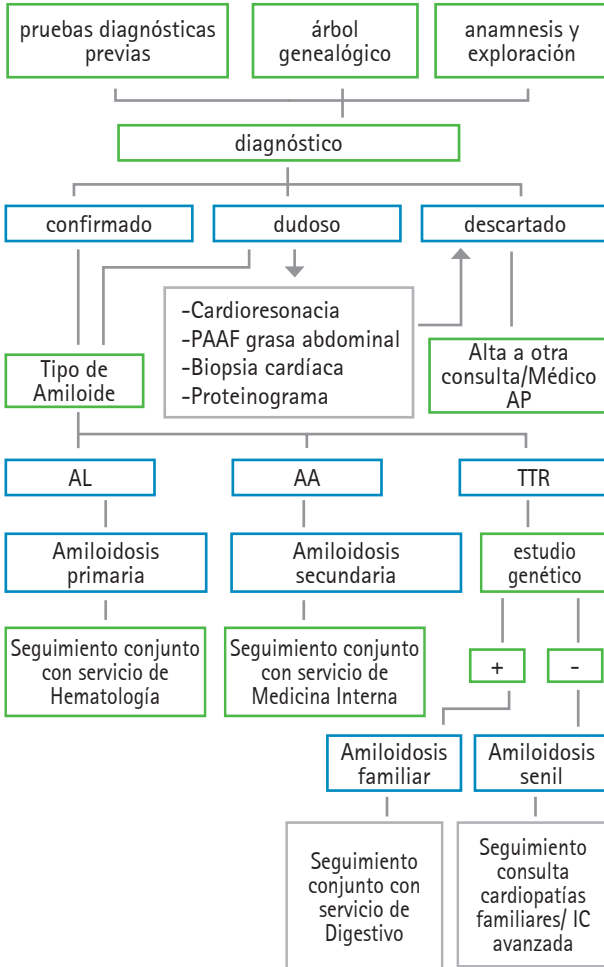 pruebas diagnósticas
previas
árbol
genealógico
anamnesis y
exploración
diagnóstico
confirmado
dudoso
descartado
-Cardioresonacia
-PAAF grasa abdominal
-Biopsia cardíaca
-Proteinograma
Tipo de
Amiloide
Alta a otra
consulta/Médico
AP
AL
AA
TTR
Amiloidosis
primaria
Amiloidosis
secundaria
estudio
genético
Seguimiento conjunto
con servicio de
Hematología
Seguimiento conjunto
con servicio de
Medicina Interna
+
-
Amiloidosis
familiar
Amiloidosis
senil
Seguimiento
conjunto con
servicio de
Digestivo
Seguimiento
consulta
cardiopatías
familiares/ IC
avanzada